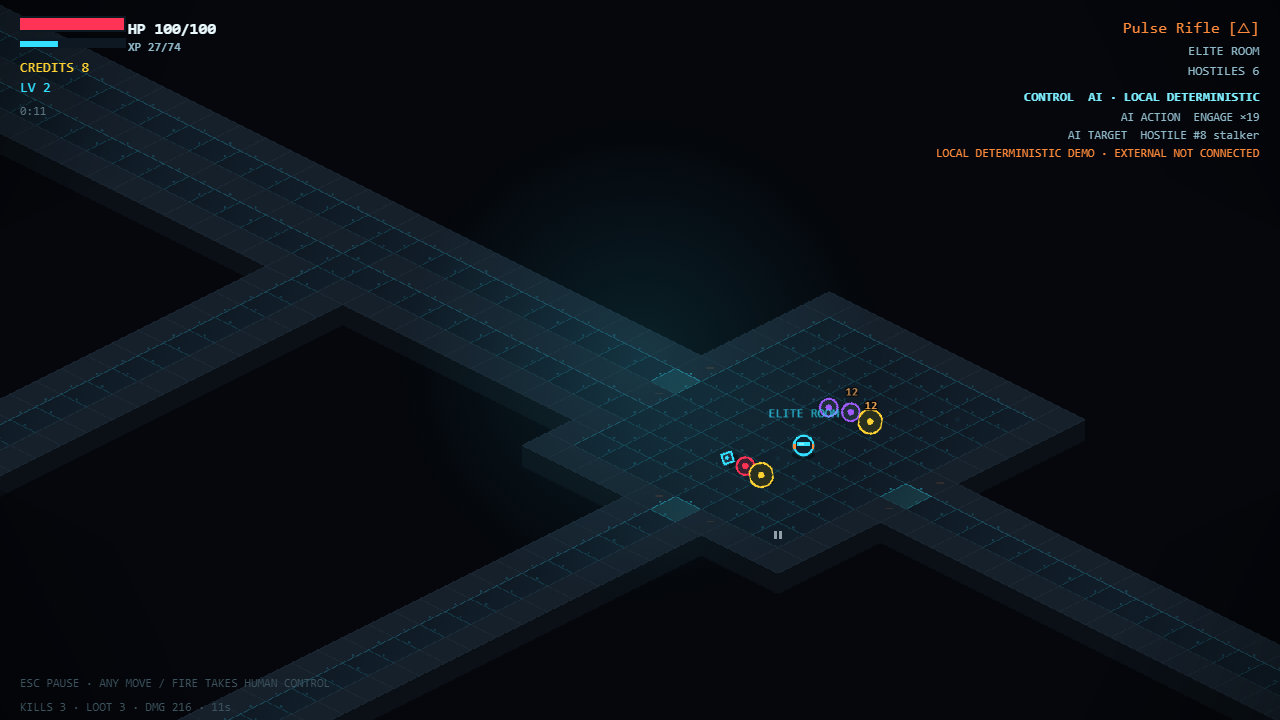 HP 100/100
XP 27/74
CREDITS 8
LV 2
0:11
Pulse Rifle [△]
ELITE ROOM
HOSTILES 6
CONTROL AI · LOCAL DETERMINISTIC
AI ACTION ENGAGE ×19
AI TARGET HOSTILE #8 stalker
LOCAL DETERMINISTIC DEMO · EXTERNAL NOT CONNECTED
12
12
ELITE ROOM
ESC PAUSE · ANY MOVE / FIRE TAKES HUMAN CONTROL
KILLS 3 · LOOT 3 · DMG 216 · 11s